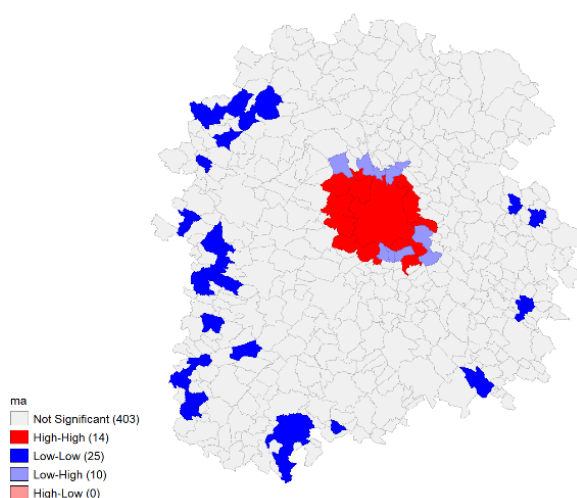 ma
Not Significant (403)
High-High (14)
Low-Low (25)
Low-High (10)
High-Low (0)